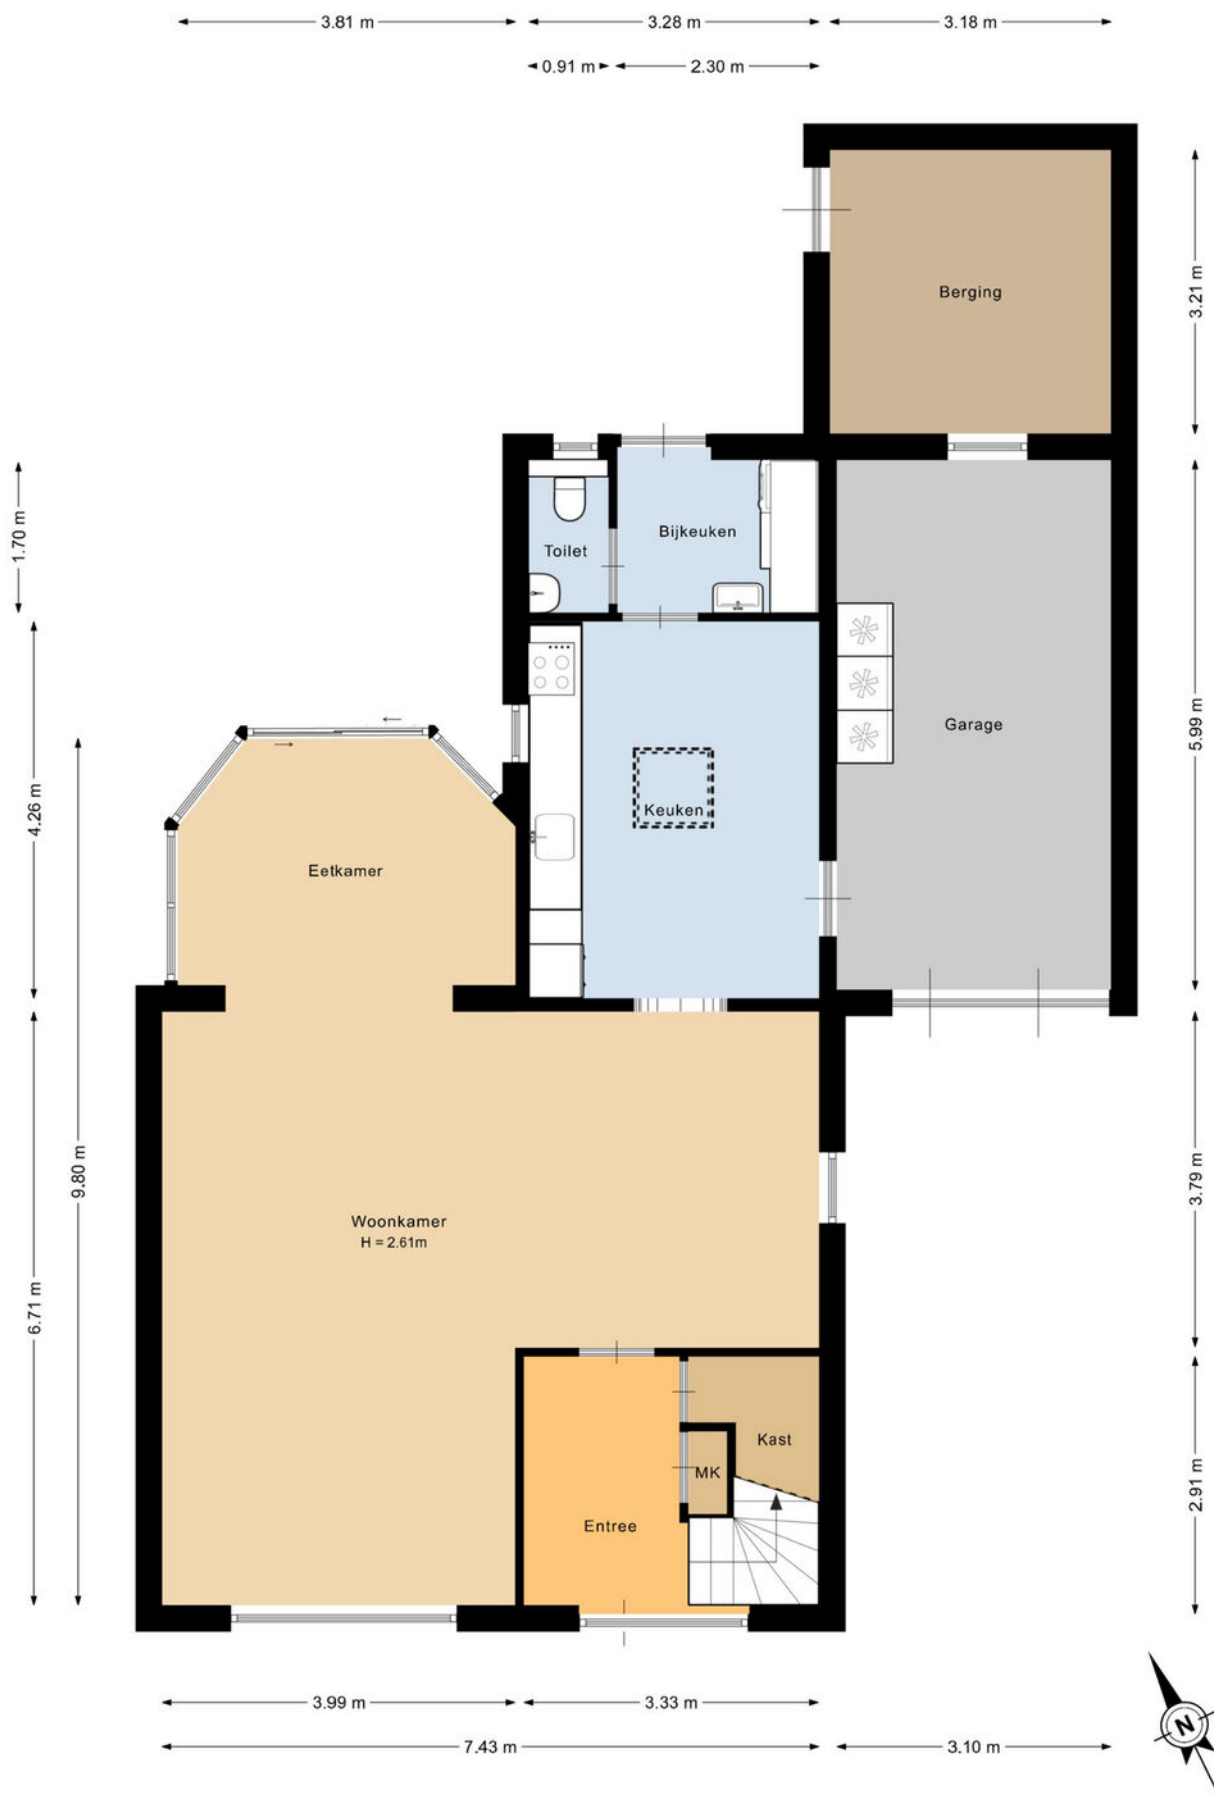 3.81 m
3.28 m
3.18 m
0.91 m
2.30 m
Berging
3.21 m
1.70 m
Toilet
Bijkeuken
Garage
5.99 m
4.26 m
Keuken
Eetkamer
9.80 m
3.79 m
Woonkamer
H = 2.61m
6.71 m
Kast
MK
2.91 m
Entree
3.99 m
3.33 m
7.43 m
3.10 m
N